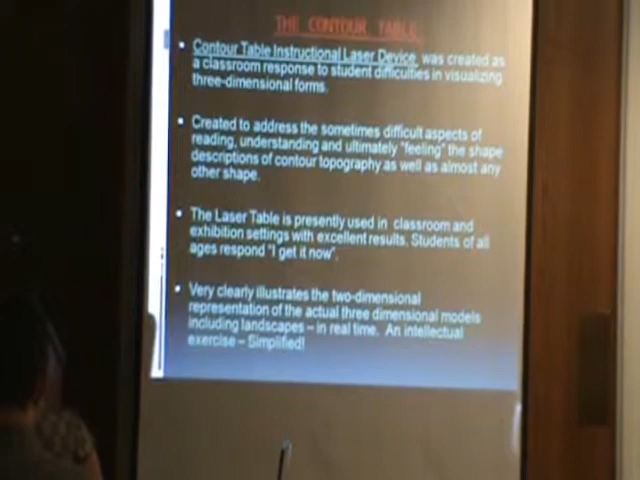 THE CONTOUR TABLE:
• Contour Table Instructional Laser Device was created as
a classroom response to student difficulties in visualizing
three-dimensional forms.
• Created to address the sometimes difficult aspects of
reading, understanding and ultimately "feeling" the shape
descriptions of contour topography as well as almost any
other shape.
• The Laser Table is presently used in classroom and
exhibition settings with excellent results. Students of all
ages respond "I get it now".
• Very clearly illustrates the two-dimensional
representation of the actual three dimensional models
including landscapes – in real time. An intellectual
exercise – Simplified!